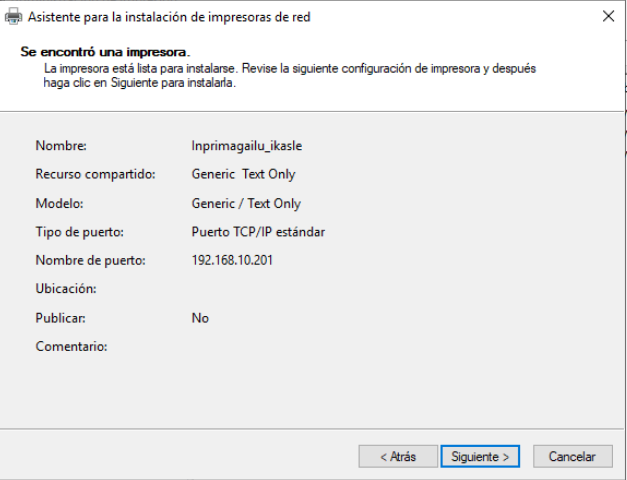 Asistente para la instalación de impresoras de red
Se encontró una impresora.
La impresora está lista para instalarse. Revise la siguiente configuración de impresora y después
haga clic en Siguiente para instalarla.
Nombre: Inprimagailu_ikasle
Recurso compartido: Generic Text Only
Modelo: Generic / Text Only
Tipo de puerto: Puerto TCP/IP estándar
Nombre de puerto: 192.168.10.201
Ubicación:
Publicar: No
Comentario:
< Atrás Siguiente > Cancelar